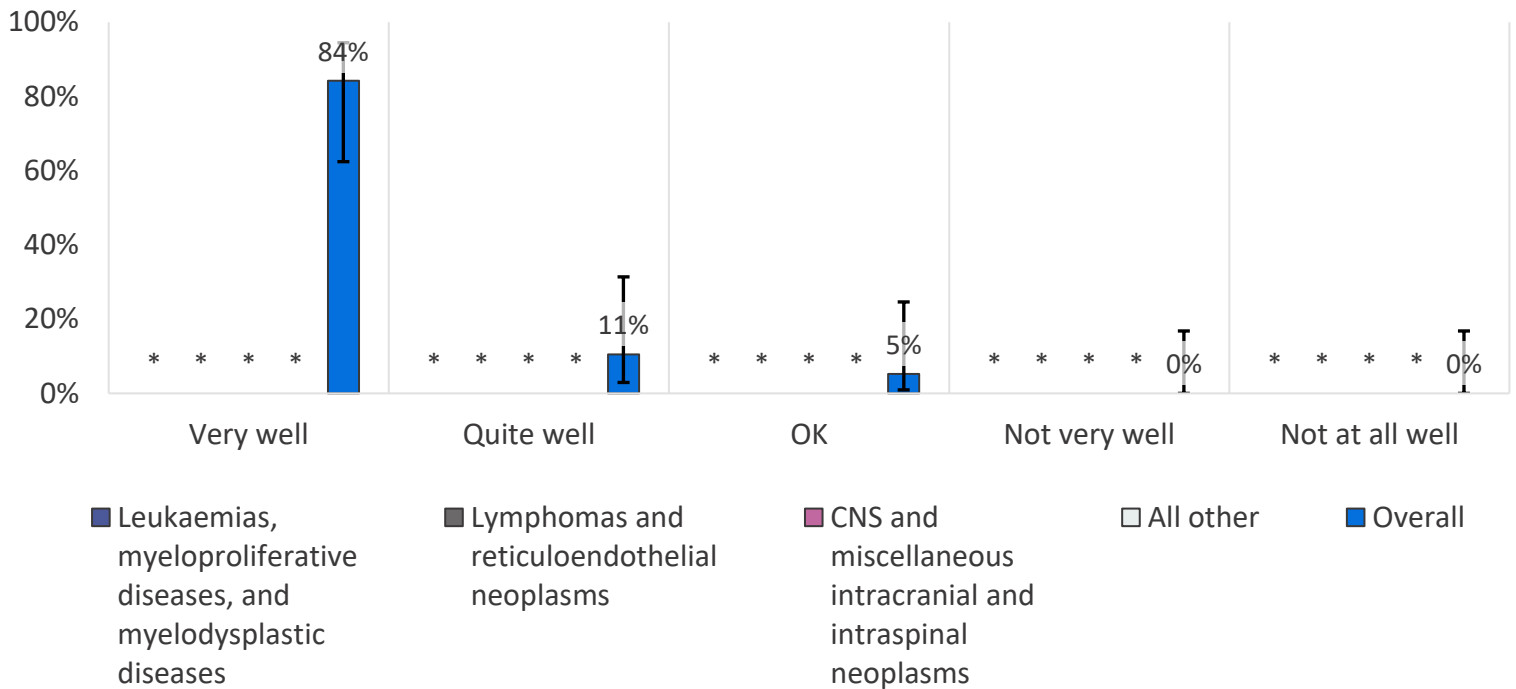 100%
84%
80%
60%
40%
20%
11%
5%
* * * * * * * * * * * * * * * * 0% * * * * 0%
0%
Very well Quite well OK Not very well Not at all well
Leukaemias, myeloproliferative diseases, and myelodysplastic diseases
Lymphomas and reticuloendothelial neoplasms
CNS and miscellaneous intracranial and intraspinal neoplasms
All other
Overall